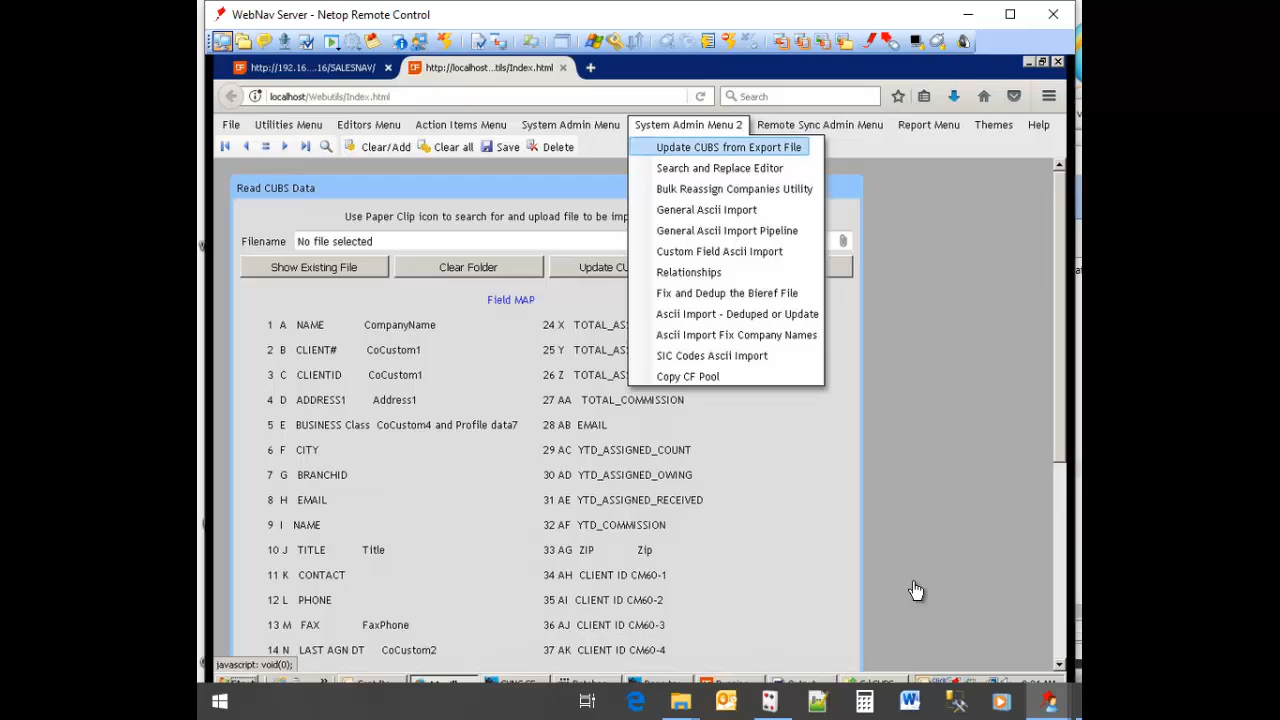 WebNav Server - Netop Remote Control
http://192.16....16/SALESNAV/
http://localhost...tils/Index.html
localhost/Webutils/Index.html
Search
File Utilities Menu Editors Menu Action Items Menu System Admin Menu System Admin Menu 2 Remote Sync Admin Menu Report Menu Themes Help
Clear/Add Clear all Save Delete
Update CUBS from Export File
Search and Replace Editor
Bulk Reassign Companies Utility
General Ascii Import
General Ascii Import Pipeline
Custom Field Ascii Import
Relationships
Fix and Dedup the Bieref File
Ascii Import - Deduped or Update
Ascii Import Fix Company Names
SIC Codes Ascii Import
Copy CF Pool
Read CUBS Data
Use Paper Clip icon to search for and upload file to be imp
Filename No file selected
Show Existing File Clear Folder Update CU
Field MAP
1 A NAME CompanyName 24 X TOTAL_AS
2 B CLIENT# CoCustom1 25 Y TOTAL_AS
3 C CLIENTID CoCustom1 26 Z TOTAL_AS
4 D ADDRESS1 Address1 27 AA TOTAL_COMMISSION
5 E BUSINESS Class CoCustom4 and Profile data7 28 AB EMAIL
6 F CITY 29 AC YTD_ASSIGNED_COUNT
7 G BRANCHID 30 AD YTD_ASSIGNED_OWING
8 H EMAIL 31 AE YTD_ASSIGNED_RECEIVED
9 I NAME 32 AF YTD_COMMISSION
10 J TITLE Title 33 AG ZIP Zip
11 K CONTACT 34 AH CLIENT ID CM60-1
12 L PHONE 35 AI CLIENT ID CM60-2
13 M FAX FaxPhone 36 AJ CLIENT ID CM60-3
14 N LAST AGN DT CoCustom2 37 AK CLIENT ID CM60-4
javascript: void(0);